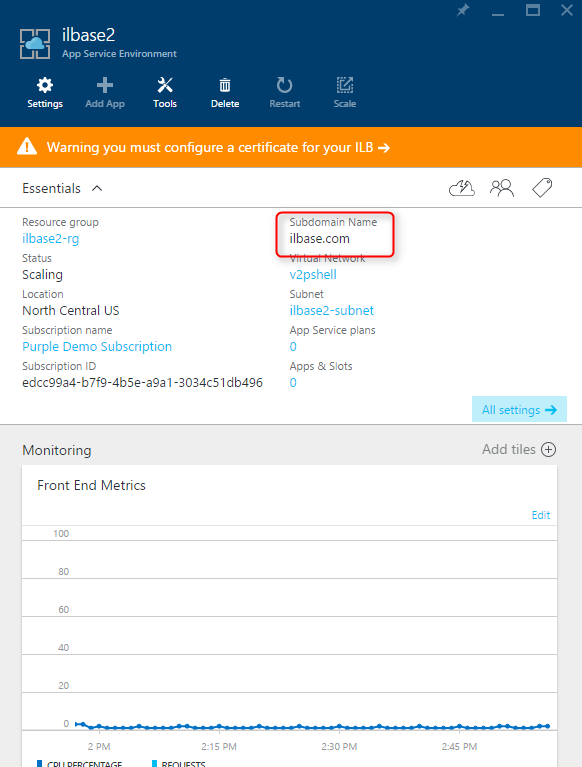 ilbase2
App Service Environment
Settings
Add App
Tools
Delete
Restart
Scale
Warning you must configure a certificate for your ILB →
Essentials
Resource group
ilbase2-rg
Status
Scaling
Location
North Central US
Subscription name
Purple Demo Subscription
Subscription ID
edcc99a4-b7f9-4b5e-a9a1-3034c51db496
Subdomain Name
ilbase.com
Virtual Network
v2pshell
Subnet
ilbase2-subnet
App Service plans
0
Apps & Slots
0
All settings →
Monitoring
Add tiles
Front End Metrics
Edit
100
80
60
40
20
0
2 PM
2:15 PM
2:30 PM
2:45 PM
CPU PERCENTAGE
REQUESTS